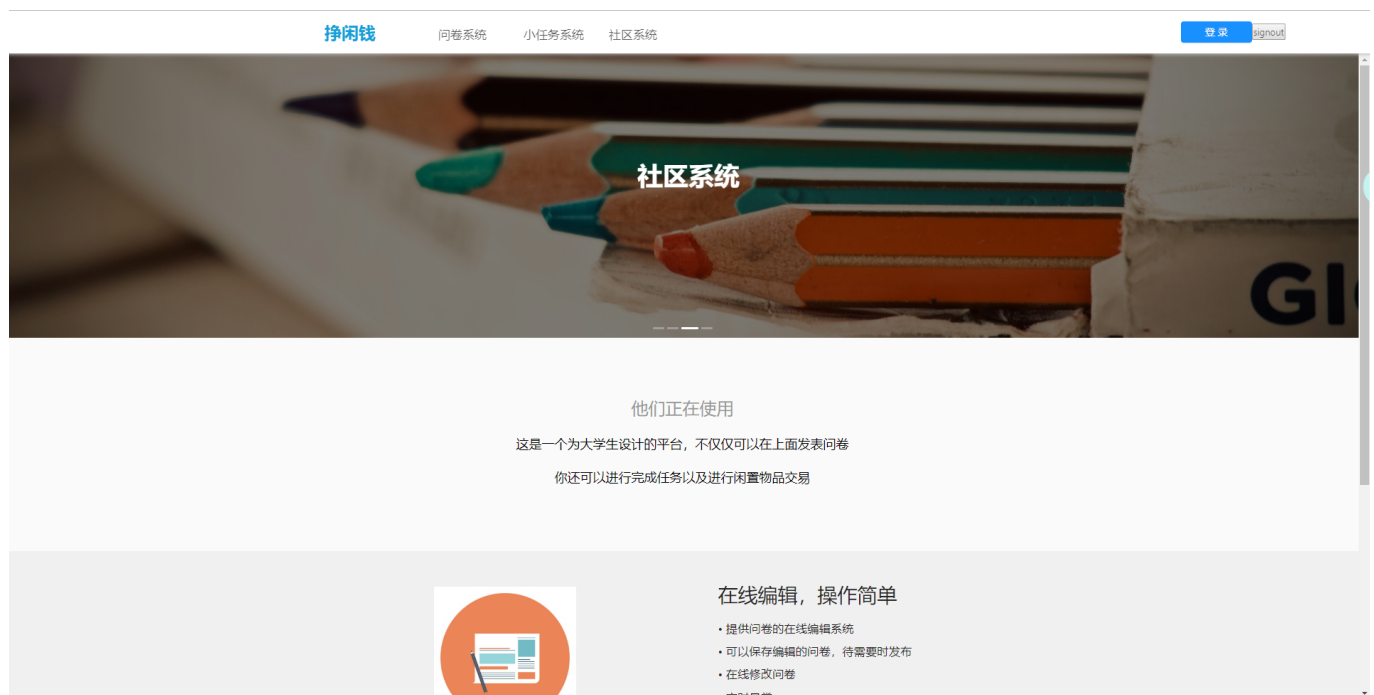 挣闲钱 问卷系统 小任务系统 社区系统 登录 signout
社区系统
他们正在使用
这是一个为大学生设计的平台，不仅仅可以在上面发表问卷
你还可以进行完成任务以及进行闲置物品交易
在线编辑，操作简单
• 提供问卷的在线编辑系统
• 可以保存编辑的问卷，待需要时发布
• 在线修改问卷